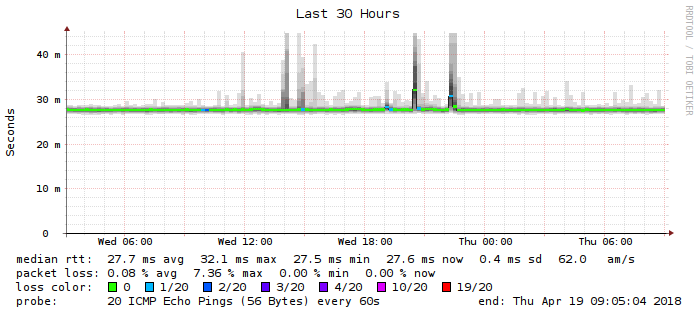 Last 30 Hours
RRDTOOL / TOBI OETIKER
40 m
30 m
20 m
10 m
0
Seconds
Wed 06:00 Wed 12:00 Wed 18:00 Thu 00:00 Thu 06:00
median rtt: 27.7 ms avg 32.1 ms max 27.5 ms min 27.6 ms now 0.4 ms sd 62.0 am/s
packet loss: 0.08 % avg 7.36 % max 0.00 % min 0.00 % now
loss color: 0 1/20 2/20 3/20 4/20 10/20 19/20
probe: 20 ICMP Echo Pings (56 Bytes) every 60s end: Thu Apr 19 09:05:04 2018